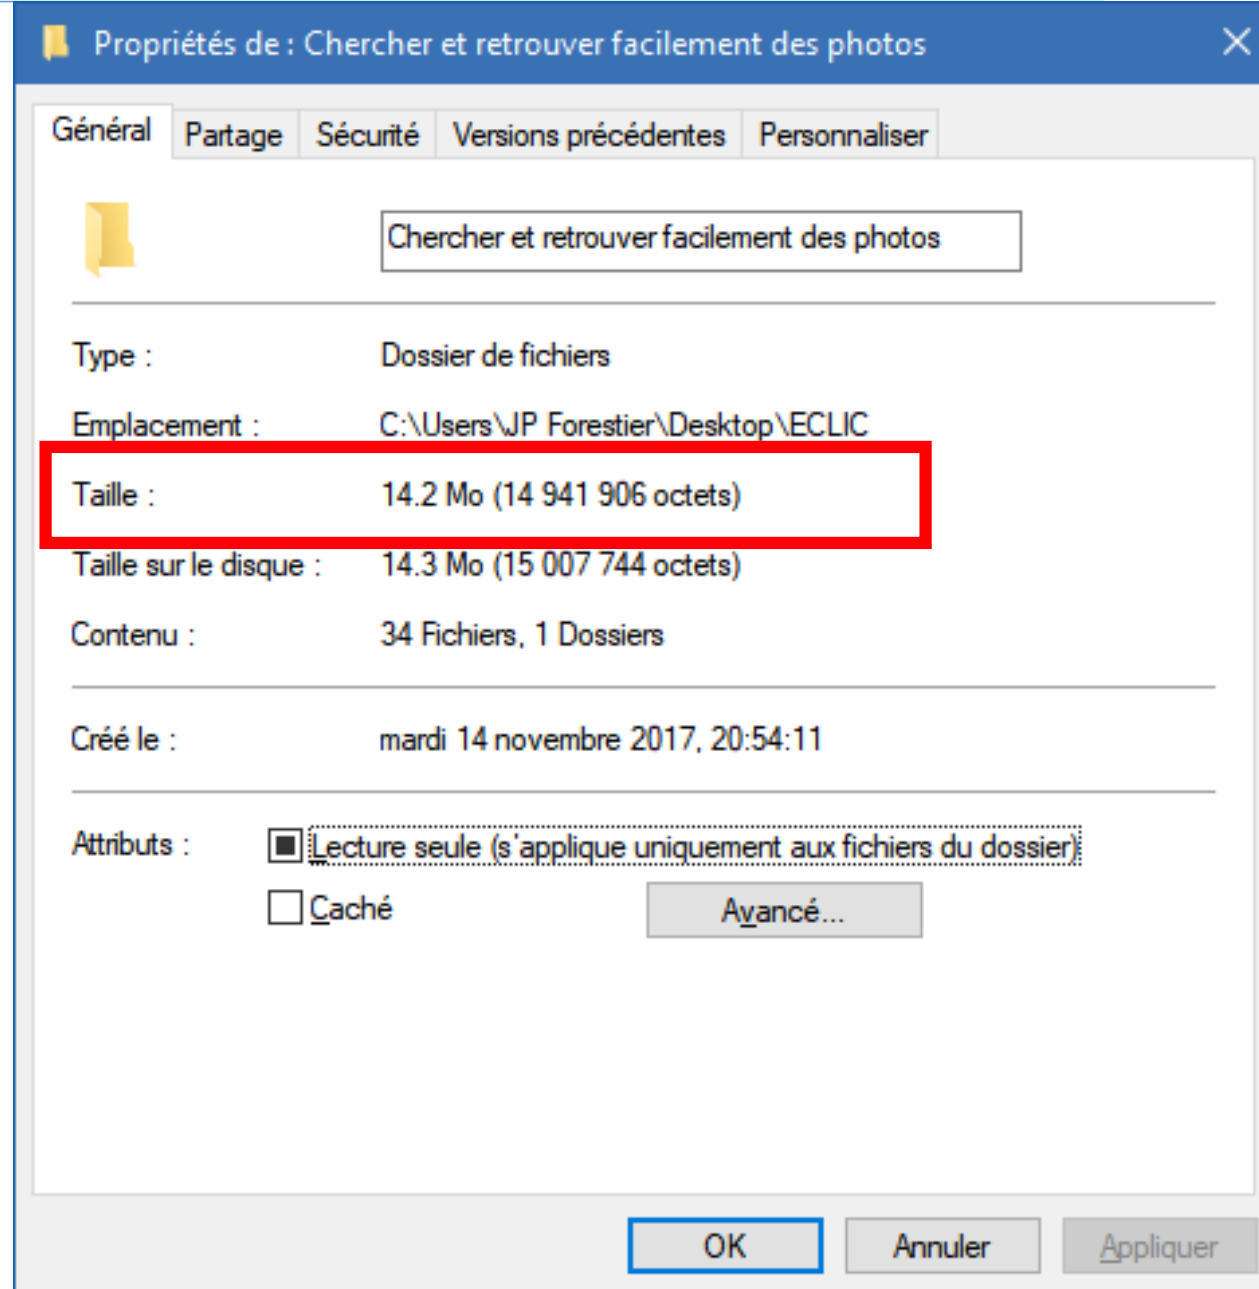 Propriétés de : Chercher et retrouver facilement des photos
Général Partage Sécurité Versions précédentes Personnaliser
Chercher et retrouver facilement des photos
Type : Dossier de fichiers
Emplacement : C:\Users\JP Forestier\Desktop\ECLIC
Taille : 14.2 Mo (14 941 906 octets)
Taille sur le disque : 14.3 Mo (15 007 744 octets)
Contenu : 34 Fichiers, 1 Dossiers
Créé le : mardi 14 novembre 2017, 20:54:11
Attributs : Lecture seule (s'applique uniquement aux fichiers du dossier)
Caché Avancé...
OK Annuler Appliquer